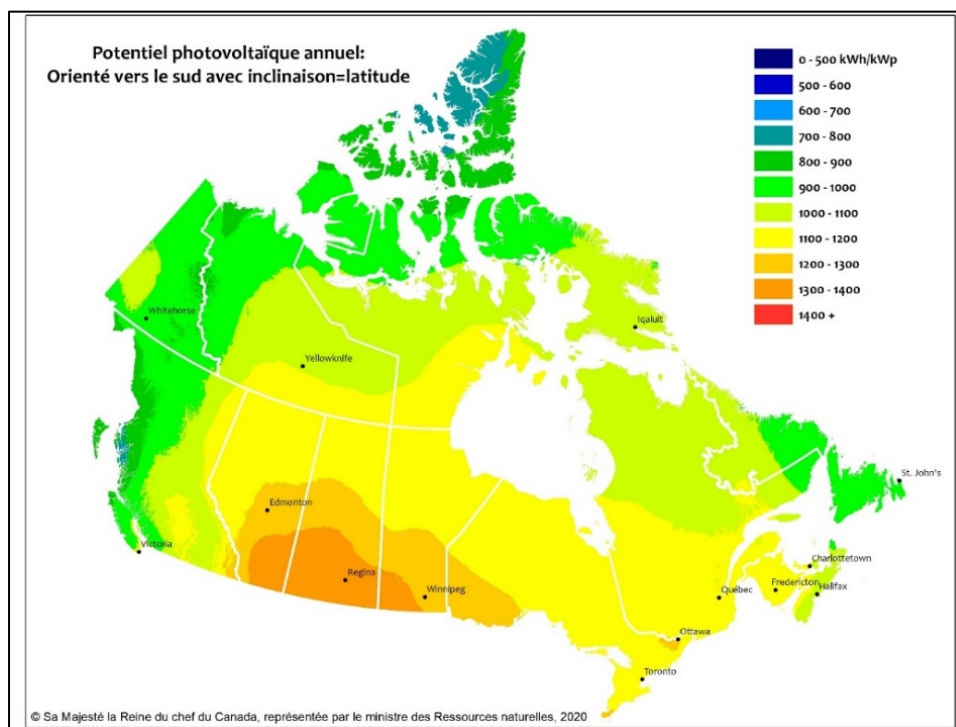 Potentiel photovoltaïque annuel:
Orienté vers le sud avec inclinaison=latitude
0 - 500 kWh/kWp
500 - 600
600 - 700
700 - 800
800 - 900
900 - 1000
1000 - 1100
1100 - 1200
1200 - 1300
1300 - 1400
1400 +
Whitehorse
Iqaluit
Yellowknife
St. John's
Edmonton
Victoria
Charlottetown
Regina
Fredericton
Winnipeg
Québec
Halifax
Ottawa
Toronto
© Sa Majesté la Reine du chef du Canada, représentée par le ministre des Ressources naturelles, 2020